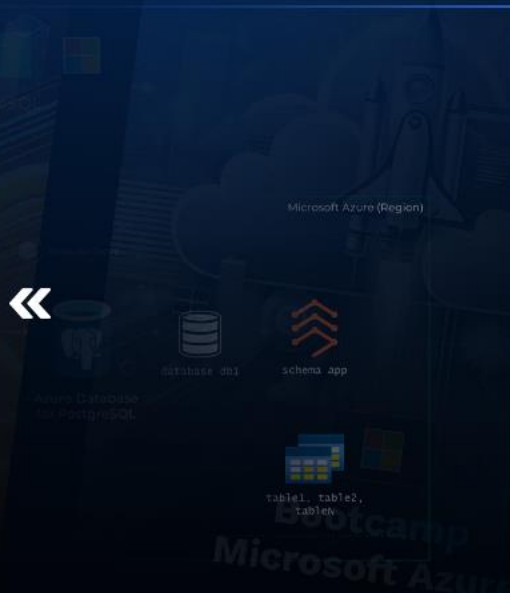 Microsoft Azure (Region)
database db1
schema app
Azure Database
for PostgreSQL
table1, table2,
tableN
Bootcamp
Microsoft Azure